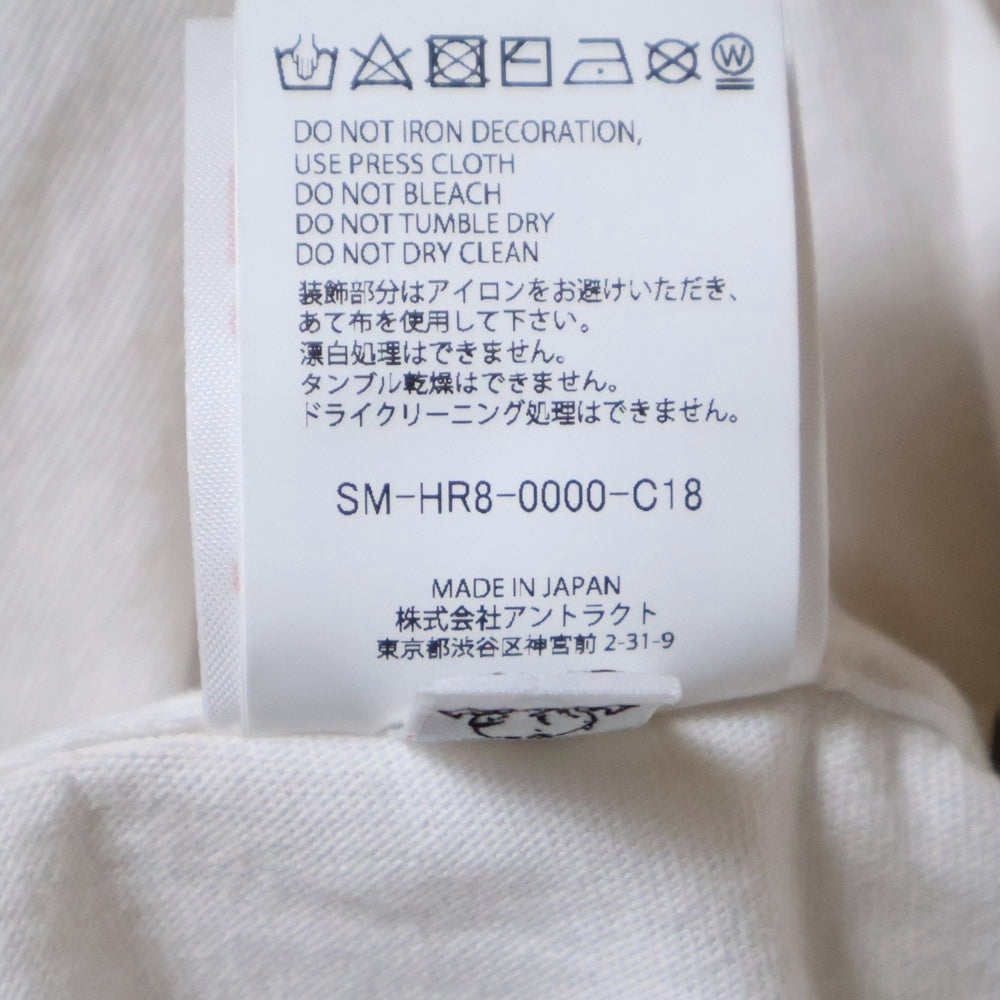 W
DO NOT IRON DECORATION,
USE PRESS CLOTH
DO NOT BLEACH
DO NOT TUMBLE DRY
DO NOT DRY CLEAN
装飾部分はアイロンをお避けいただき、
あて布を使用して下さい。
漂白処理はできません。
タンブル乾燥はできません。
ドライクリーニング処理はできません。
SM-HR8-0000-C18
MADE IN JAPAN
株式会社アントラクト
東京都渋谷区神宮前 2-31-9